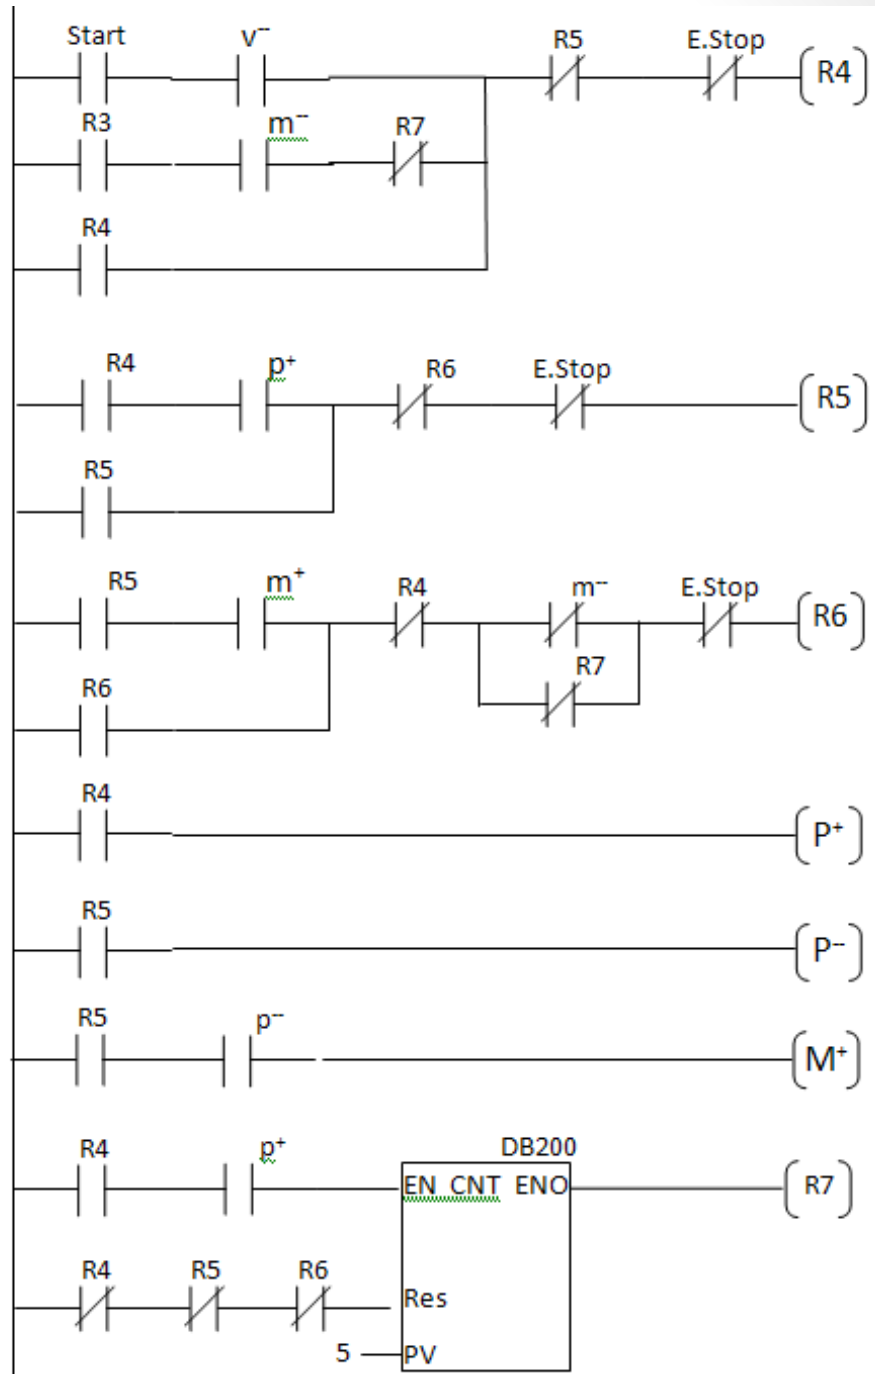 Start v-- R5 E.Stop R4
R3 m-- R7
R4
R4 p+ R6 E.Stop R5
R5
R5 m+ R4 m-- E.Stop R6
R7
R6
R4 P+
R5 P--
R5 p-- M+
R4 p+ DB200
EN CNT ENO R7
R4 R5 R6
Res
5 PV